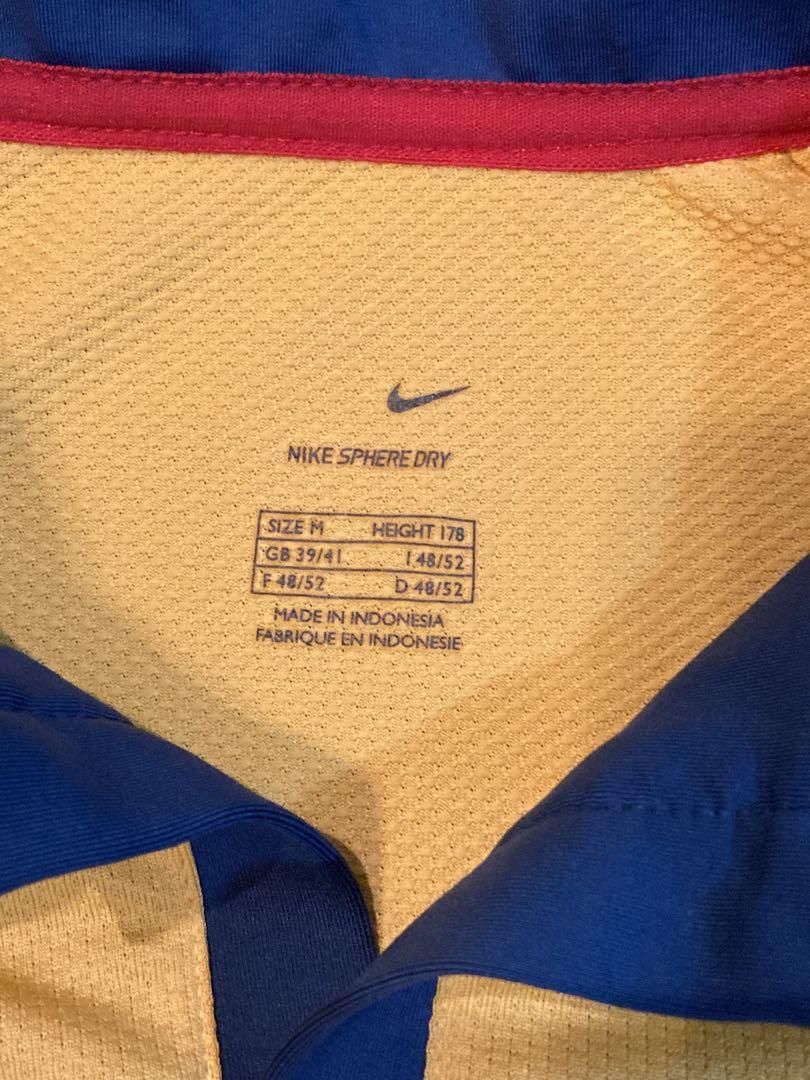 NIKE SPHERE DRY
SIZE M HEIGHT 178
GB 39/41 I 48/52
F 48/52 D 48/52
MADE IN INDONESIA
FABRIQUE EN INDONESIE